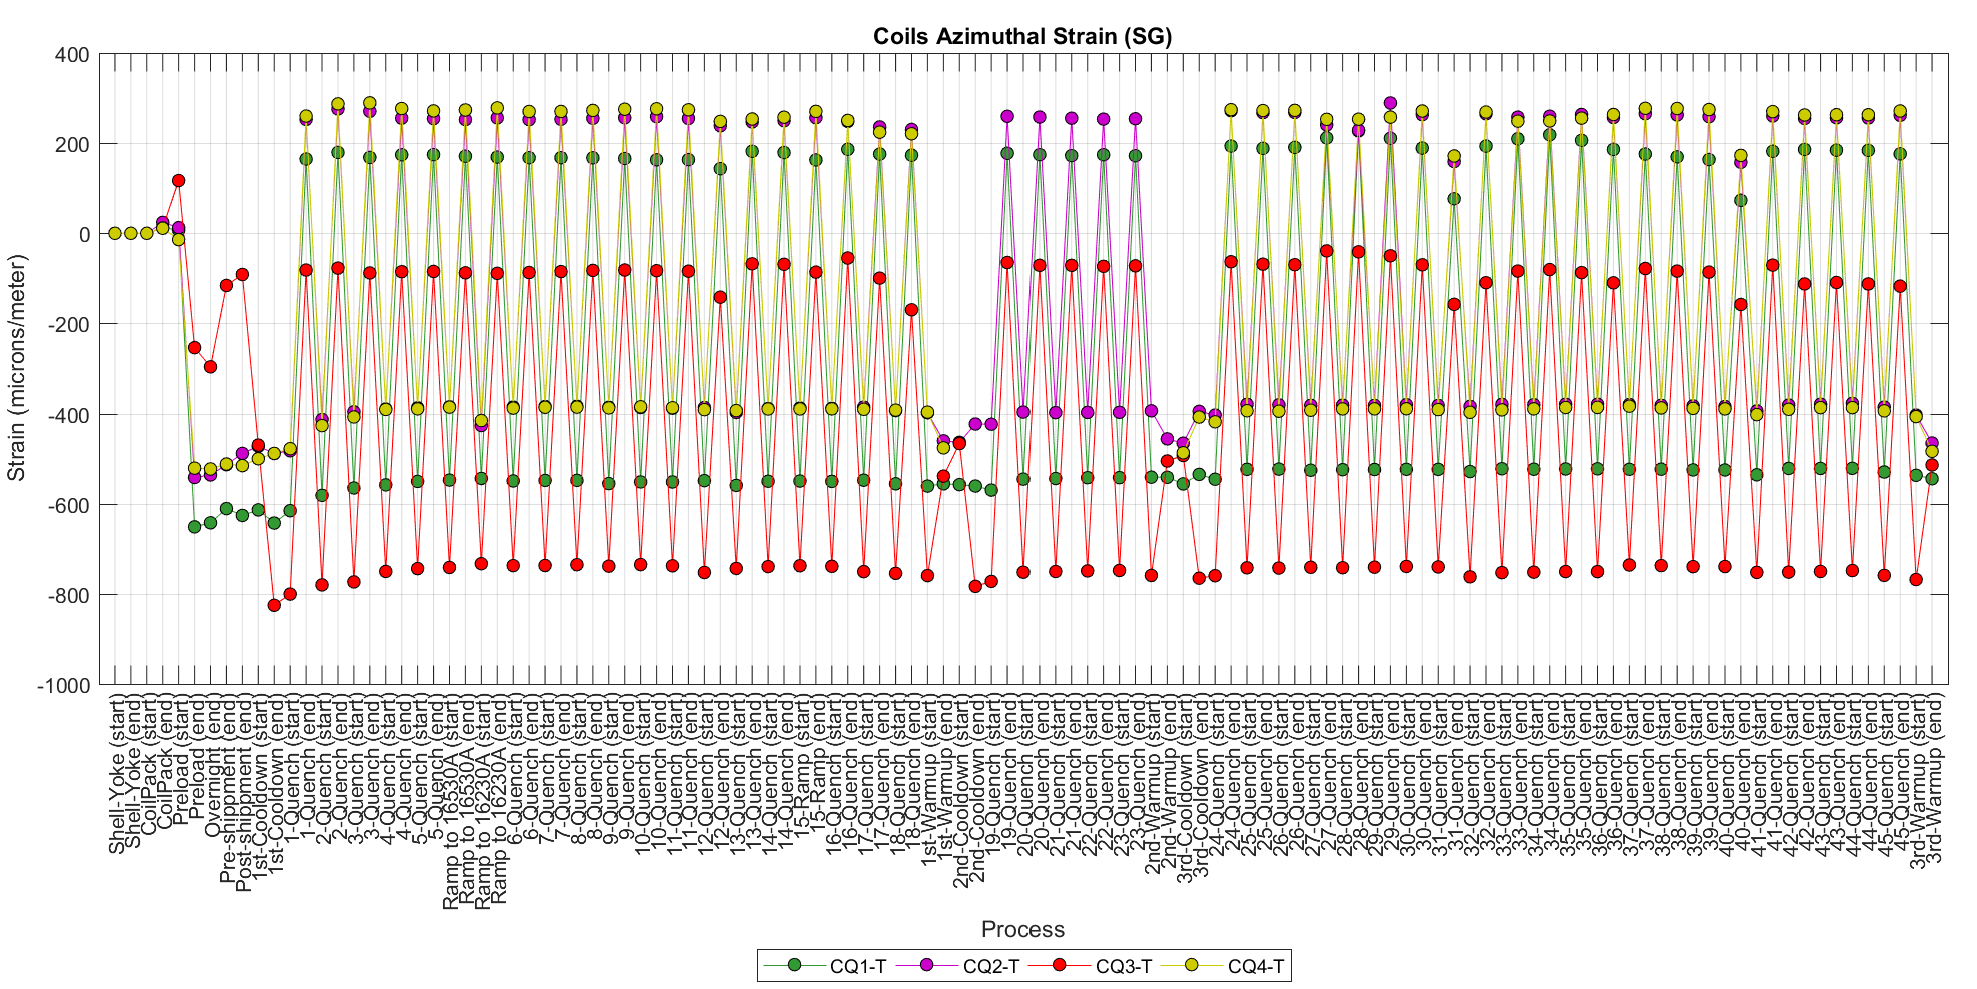 Coils Azimuthal Strain (SG)
400
200
0
-200
-400
-600
-800
-1000
Strain (microns/meter)
Shell-Yoke (start)
Shell-Yoke (end)
CoilPack (start)
CoilPack (end)
Preload (start)
Preload (end)
Overnight (end)
Pre-shippment (end)
Post-shippment (end)
1st-Cooldown (start)
1st-Cooldown (end)
1-Quench (start)
1-Quench (end)
2-Quench (start)
2-Quench (end)
3-Quench (start)
3-Quench (end)
4-Quench (start)
4-Quench (end)
5-Quench (start)
5-Quench (end)
Ramp to 16530A (start)
Ramp to 16530A (end)
Ramp to 16230A (start)
Ramp to 16230A (end)
6-Quench (start)
6-Quench (end)
7-Quench (start)
7-Quench (end)
8-Quench (start)
8-Quench (end)
9-Quench (start)
9-Quench (end)
10-Quench (start)
10-Quench (end)
11-Quench (start)
11-Quench (end)
12-Quench (start)
12-Quench (end)
13-Quench (start)
13-Quench (end)
14-Quench (start)
14-Quench (end)
15-Ramp (start)
15-Ramp (end)
16-Quench (start)
16-Quench (end)
17-Quench (start)
17-Quench (end)
18-Quench (start)
18-Quench (end)
1st-Warmup (start)
1st-Warmup (end)
2nd-Cooldown (start)
2nd-Cooldown (end)
19-Quench (start)
19-Quench (end)
20-Quench (start)
20-Quench (end)
21-Quench (start)
21-Quench (end)
22-Quench (start)
22-Quench (end)
23-Quench (start)
23-Quench (end)
2nd-Warmup (start)
2nd-Warmup (end)
3rd-Cooldown (start)
3rd-Cooldown (end)
24-Quench (start)
24-Quench (end)
25-Quench (start)
25-Quench (end)
26-Quench (start)
26-Quench (end)
27-Quench (start)
27-Quench (end)
28-Quench (start)
28-Quench (end)
29-Quench (start)
29-Quench (end)
30-Quench (start)
30-Quench (end)
31-Quench (start)
31-Quench (end)
32-Quench (start)
32-Quench (end)
33-Quench (start)
33-Quench (end)
34-Quench (start)
34-Quench (end)
35-Quench (start)
35-Quench (end)
36-Quench (start)
36-Quench (end)
37-Quench (start)
37-Quench (end)
38-Quench (start)
38-Quench (end)
39-Quench (start)
39-Quench (end)
40-Quench (start)
40-Quench (end)
41-Quench (start)
41-Quench (end)
42-Quench (start)
42-Quench (end)
43-Quench (start)
43-Quench (end)
44-Quench (start)
44-Quench (end)
45-Quench (start)
45-Quench (end)
3rd-Warmup (start)
3rd-Warmup (end)
Process
CQ1-T CQ2-T CQ3-T CQ4-T